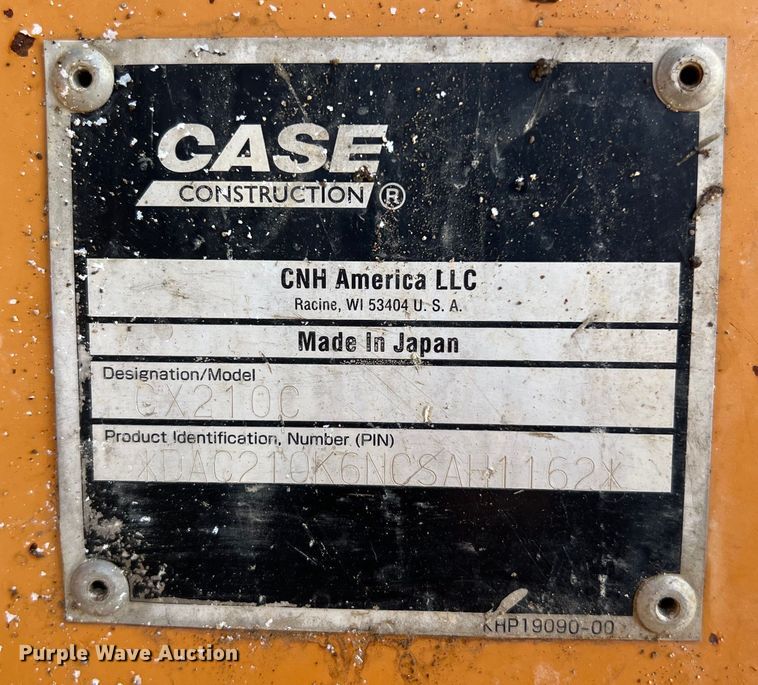 CASE
CONSTRUCTION ®
CNH America LLC
Racine, WI 53404 U. S. A.
Made In Japan
Designation/Model
CX210C
Product Identification, Number (PIN)
KHP19090-00
Purple Wave Auction